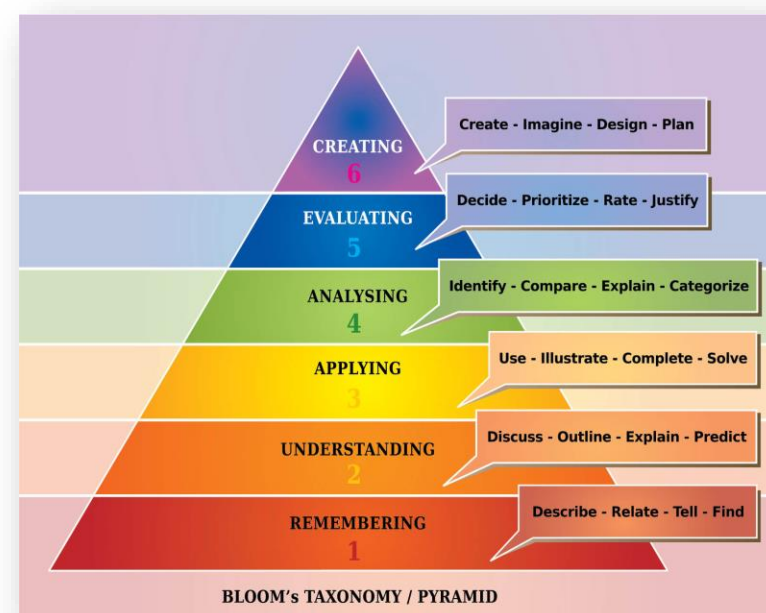 CREATING
6
Create - Imagine - Design - Plan
EVALUATING
5
Decide - Prioritize - Rate - Justify
ANALYSING
4
Identify - Compare - Explain - Categorize
APPLYING
3
Use - Illustrate - Complete - Solve
UNDERSTANDING
2
Discuss - Outline - Explain - Predict
REMEMBERING
1
Describe - Relate - Tell - Find
BLOOM's TAXONOMY / PYRAMID